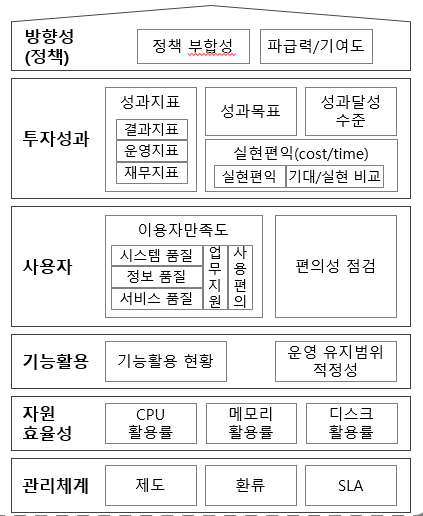 방향성
(정책)
정책 부합성
파급력/기여도
투자성과
성과지표
결과지표
운영지표
재무지표
성과목표
성과달성
수준
실현편익(cost/time)
실현편익
기대/실현 비교
사용자
이용자만족도
시스템 품질
정보 품질
서비스 품질
업무지원
사용편의
편의성 점검
기능활용
기능활용 현황
운영 유지범위
적정성
자원
효율성
CPU
활용률
메모리
활용률
디스크
활용률
관리체계
제도
환류
SLA